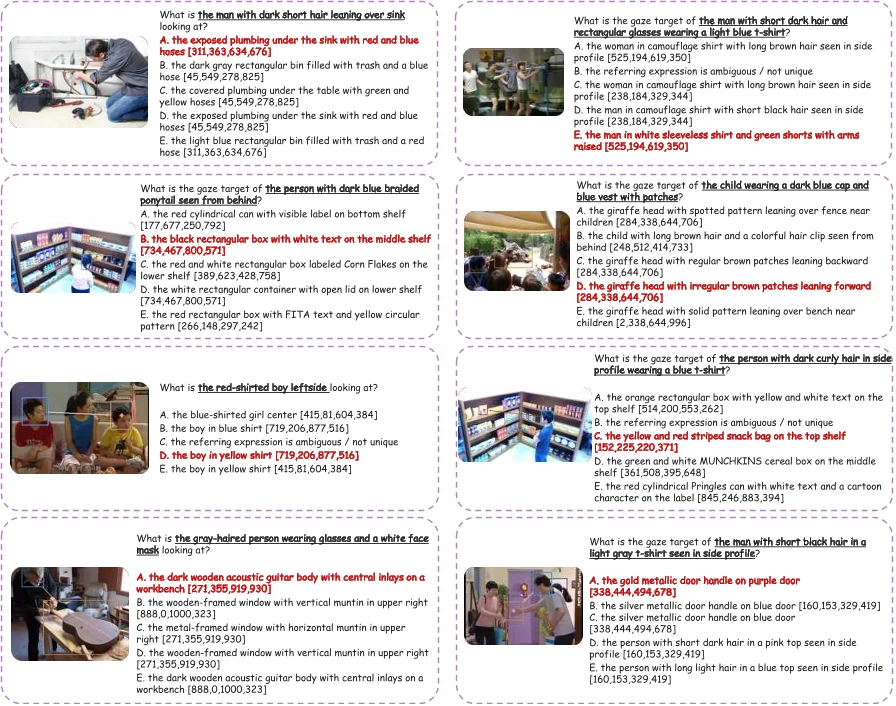 What is the man with dark short hair leaning over sink
looking at?
A. the exposed plumbing under the sink with red and blue
hoses [311,363,634,676]
B. the dark gray rectangular bin filled with trash and a blue
hose [45,549,278,825]
C. the covered plumbing under the table with green and
yellow hoses [45,549,278,825]
D. the exposed plumbing under the sink with red and blue
hoses [45,549,278,825]
E. the light blue rectangular bin filled with trash and a red
hose [311,363,634,676]
What is the gaze target of the man with short dark hair and
rectangular glasses wearing a light blue t-shirt?
A. the woman in camouflage shirt with long brown hair seen in side
profile [525,194,619,350]
B. the referring expression is ambiguous / not unique
C. the woman in camouflage shirt with long brown hair seen in side
profile [238,184,329,344]
D. the man in camouflage shirt with short black hair seen in side
profile [238,184,329,344]
E. the man in white sleeveless shirt and green shorts with arms
raised [525,194,619,350]
What is the gaze target of the person with dark blue braided
ponytail seen from behind?
A. the red cylindrical can with visible label on bottom shelf
[177,677,250,792]
B. the black rectangular box with white text on the middle shelf
[734,467,800,571]
C. the red and white rectangular box labeled Corn Flakes on the
lower shelf [389,623,428,758]
D. the white rectangular container with open lid on lower shelf
[734,467,800,571]
E. the red rectangular box with FITA text and yellow circular
pattern [266,148,297,242]
What is the gaze target of the child wearing a dark blue cap and
blue vest with patches?
A. the giraffe head with spotted pattern leaning over fence near
children [284,338,644,706]
B. the child with long brown hair and a colorful hair clip seen from
behind [248,512,414,733]
C. the giraffe head with regular brown patches leaning backward
[284,338,644,706]
D. the giraffe head with irregular brown patches leaning forward
[284,338,644,706]
E. the giraffe head with solid pattern leaning over bench near
children [2,338,644,996]
What is the red-shirted boy leftside looking at?
A. the blue-shirted girl center [415,81,604,384]
B. the boy in blue shirt [719,206,877,516]
C. the referring expression is ambiguous / not unique
D. the boy in yellow shirt [719,206,877,516]
E. the boy in yellow shirt [415,81,604,384]
What is the gaze target of the person with dark curly hair in side
profile wearing a blue t-shirt?
A. the orange rectangular box with yellow and white text on the
top shelf [514,200,553,262]
B. the referring expression is ambiguous / not unique
C. the yellow and red striped snack bag on the top shelf
[152,225,220,371]
D. the green and white MUNCHKINS cereal box on the middle
shelf [361,508,395,648]
E. the red cylindrical Pringles can with white text and a cartoon
character on the label [845,246,883,394]
What is the gray-haired person wearing glasses and a white face
mask looking at?
A. the dark wooden acoustic guitar body with central inlays on a
workbench [271,355,919,930]
B. the wooden-framed window with vertical muntin in upper right
[888,0,1000,323]
C. the metal-framed window with horizontal muntin in upper
right [271,355,919,930]
D. the wooden-framed window with vertical muntin in upper right
[271,355,919,930]
E. the dark wooden acoustic guitar body with central inlays on a
workbench [888,0,1000,323]
What is the gaze target of the man with short black hair in a
light gray t-shirt seen in side profile?
A. the gold metallic door handle on purple door
[338,444,494,678]
B. the silver metallic door handle on blue door [160,153,329,419]
C. the silver metallic door handle on blue door
[338,444,494,678]
D. the person with short dark hair in a pink top seen in side
profile [160,153,329,419]
E. the person with long light hair in a blue top seen in side profile
[160,153,329,419]